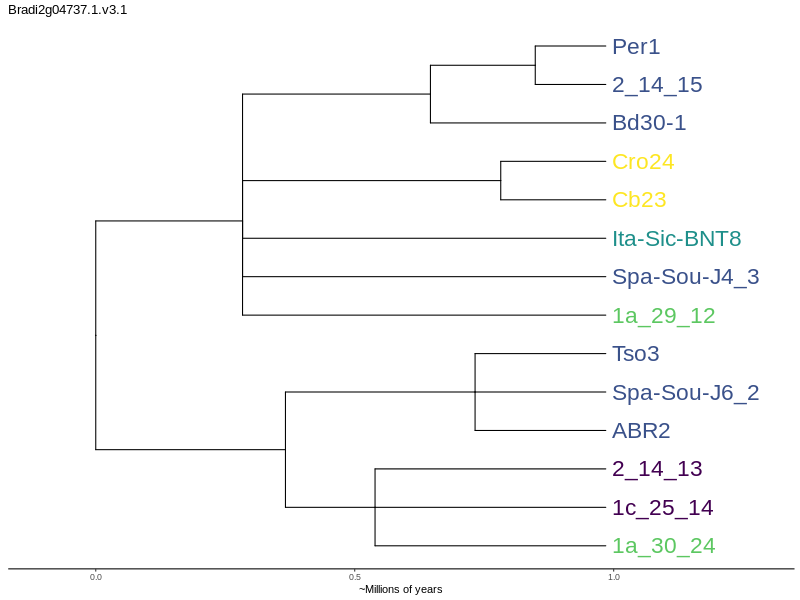 Bradi2g04737.1.v3.1
Per1
2_14_15
Bd30-1
Cro24
Cb23
Ita-Sic-BNT8
Spa-Sou-J4_3
1a_29_12
Tso3
Spa-Sou-J6_2
ABR2
2_14_13
1c_25_14
1a_30_24
0.0 0.5 1.0
~Millions of years